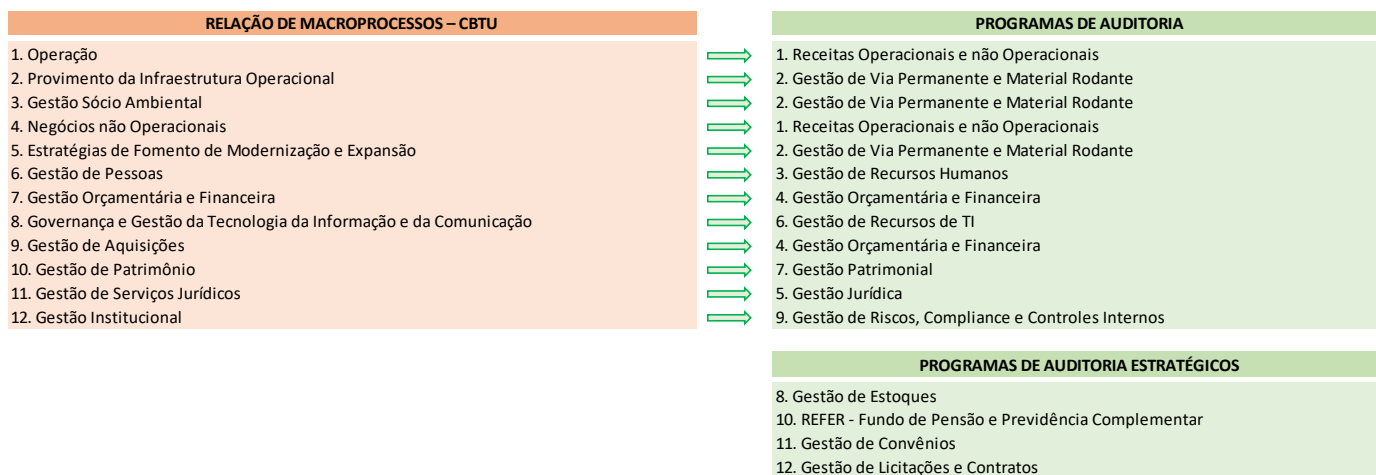 RELAÇÃO DE MACROPROCESSOS – CBTU
1. Operação
2. Provimento da Infraestrutura Operacional
3. Gestão Sócio Ambiental
4. Negócios não Operacionais
5. Estratégias de Fomento de Modernização e Expansão
6. Gestão de Pessoas
7. Gestão Orçamentária e Financeira
8. Governança e Gestão da Tecnologia da Informação e da Comunicação
9. Gestão de Aquisições
10. Gestão de Patrimônio
11. Gestão de Serviços Jurídicos
12. Gestão Institucional
PROGRAMAS DE AUDITORIA
1. Receitas Operacionais e não Operacionais
2. Gestão de Via Permanente e Material Rodante
2. Gestão de Via Permanente e Material Rodante
1. Receitas Operacionais e não Operacionais
2. Gestão de Via Permanente e Material Rodante
3. Gestão de Recursos Humanos
4. Gestão Orçamentária e Financeira
6. Gestão de Recursos de TI
4. Gestão Orçamentária e Financeira
7. Gestão Patrimonial
5. Gestão Jurídica
9. Gestão de Riscos, Compliance e Controles Internos
PROGRAMAS DE AUDITORIA ESTRATÉGICOS
8. Gestão de Estoques
10. REFER - Fundo de Pensão e Previdência Complementar
11. Gestão de Convênios
12. Gestão de Licitações e Contratos